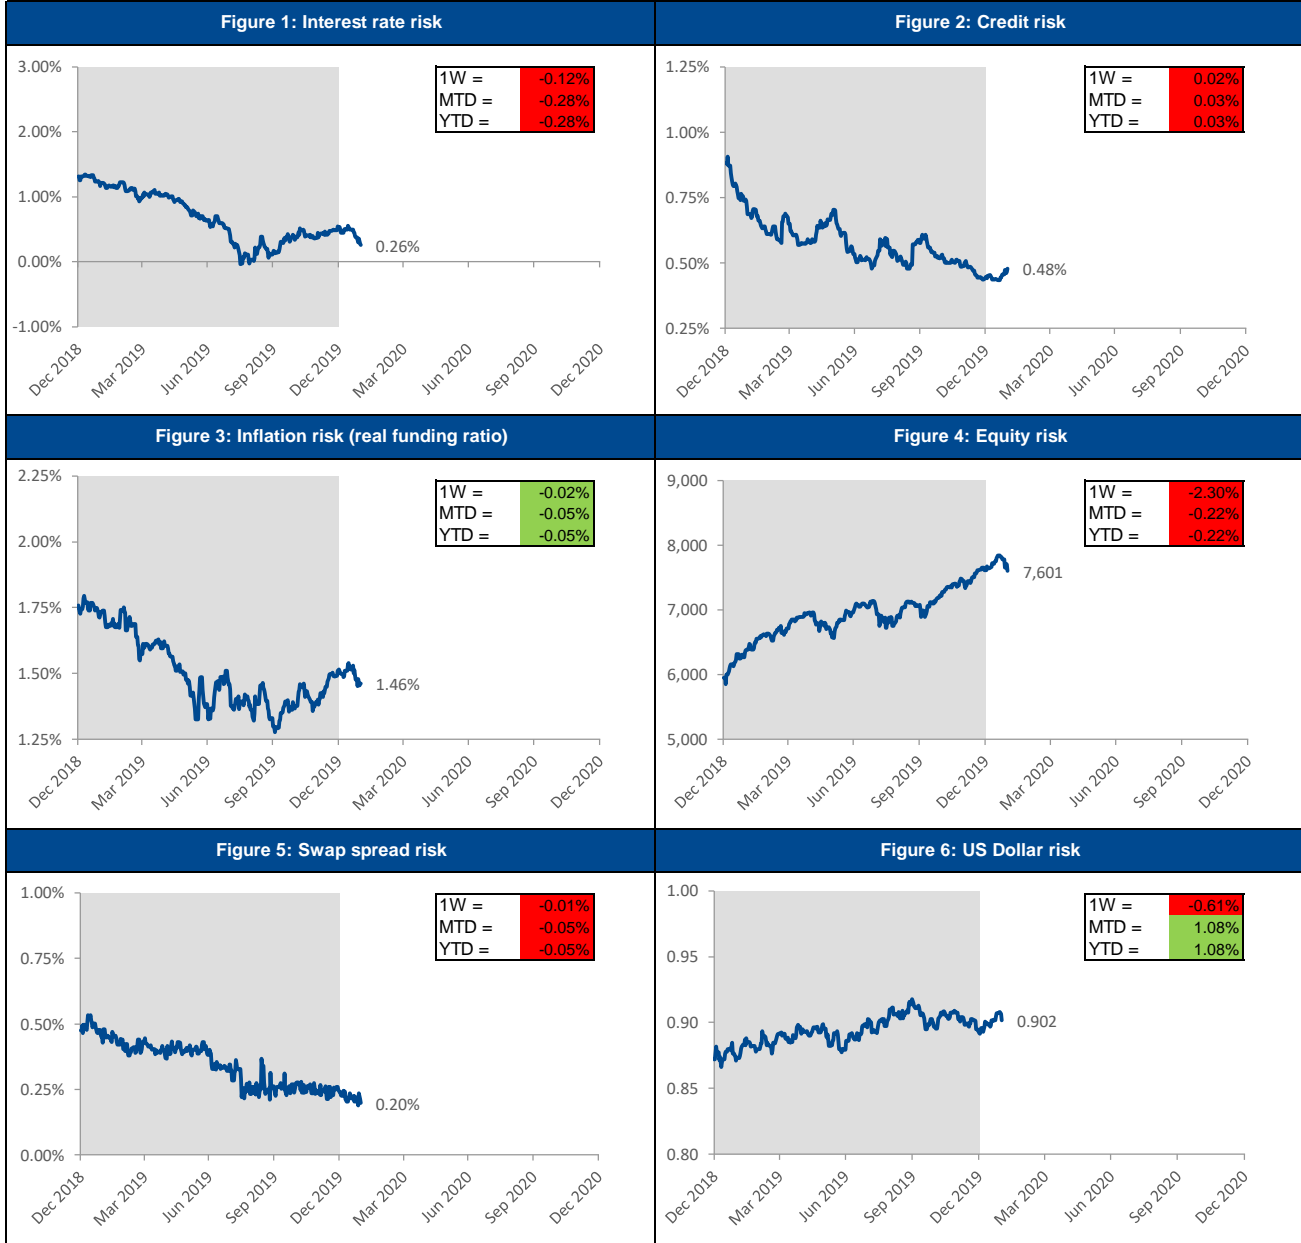 Figure 1: Interest rate risk
3.00%
2.00%
1.00%
0.00%
-1.00%
1W = -0.12%
MTD = -0.28%
YTD = -0.28%
0.26%
Dec 2018 Mar 2019 Jun 2019 Sep 2019 Dec 2019 Mar 2020 Jun 2020 Sep 2020 Dec 2020
Figure 2: Credit risk
1.25%
1.00%
0.75%
0.50%
0.25%
1W = 0.02%
MTD = 0.03%
YTD = 0.03%
0.48%
Dec 2018 Mar 2019 Jun 2019 Sep 2019 Dec 2019 Mar 2020 Jun 2020 Sep 2020 Dec 2020
Figure 3: Inflation risk (real funding ratio)
2.25%
2.00%
1.75%
1.50%
1.25%
1W = -0.02%
MTD = -0.05%
YTD = -0.05%
1.46%
Dec 2018 Mar 2019 Jun 2019 Sep 2019 Dec 2019 Mar 2020 Jun 2020 Sep 2020 Dec 2020
Figure 4: Equity risk
9,000
8,000
7,000
6,000
5,000
1W = -2.30%
MTD = -0.22%
YTD = -0.22%
7,601
Dec 2018 Mar 2019 Jun 2019 Sep 2019 Dec 2019 Mar 2020 Jun 2020 Sep 2020 Dec 2020
Figure 5: Swap spread risk
1.00%
0.75%
0.50%
0.25%
0.00%
1W = -0.01%
MTD = -0.05%
YTD = -0.05%
0.20%
Dec 2018 Mar 2019 Jun 2019 Sep 2019 Dec 2019 Mar 2020 Jun 2020 Sep 2020 Dec 2020
Figure 6: US Dollar risk
1.00
0.95
0.90
0.85
0.80
1W = -0.61%
MTD = 1.08%
YTD = 1.08%
0.902
Dec 2018 Mar 2019 Jun 2019 Sep 2019 Dec 2019 Mar 2020 Jun 2020 Sep 2020 Dec 2020